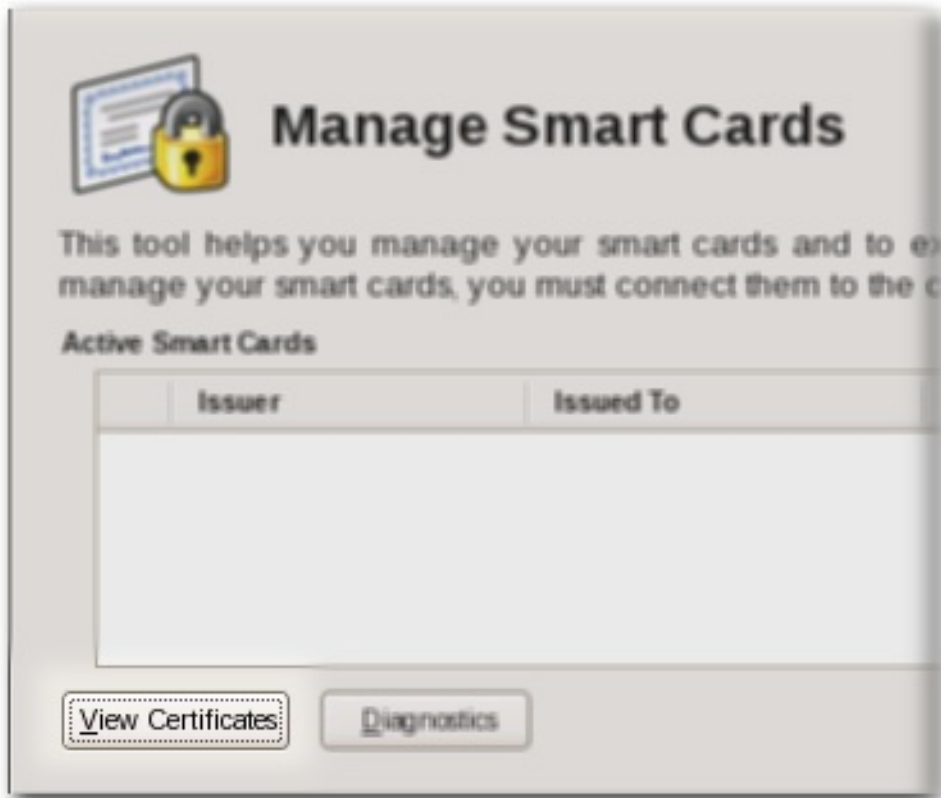 Manage Smart Cards
This tool helps you manage your smart cards and to
manage your smart cards, you must connect them to the
Active Smart Cards
Issuer Issued To
View Certificates Diagnostics